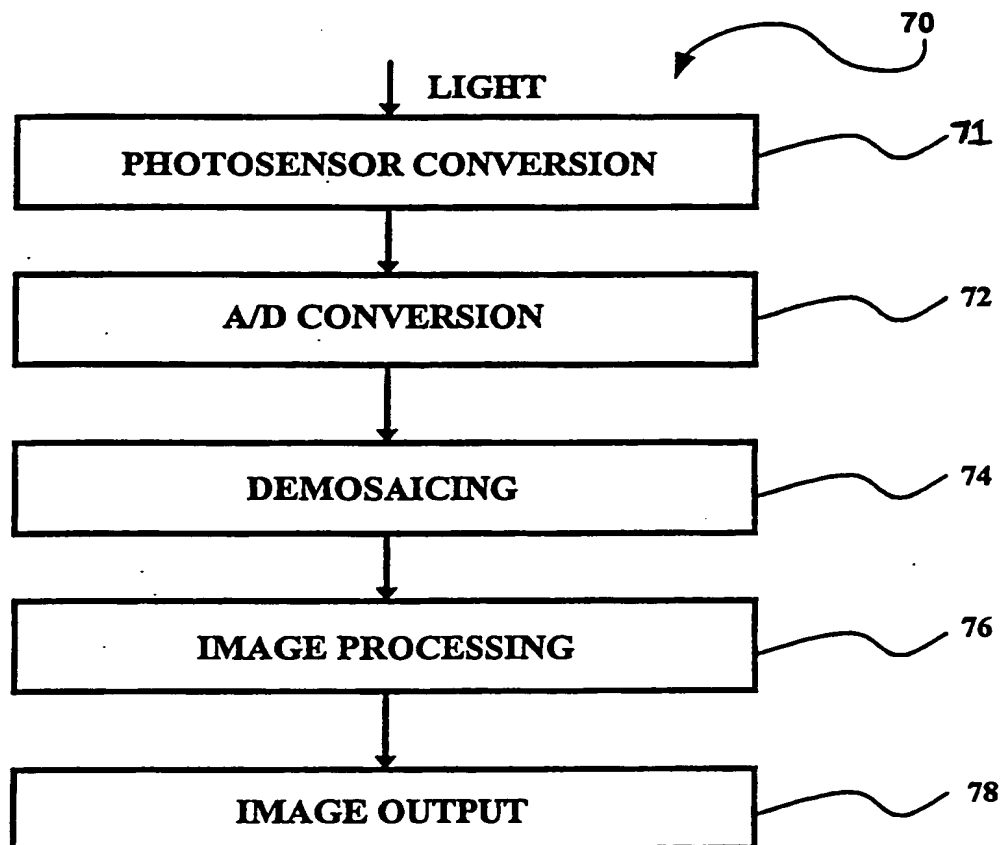 70
LIGHT
PHOTOSENSOR CONVERSION
71
A/D CONVERSION
72
DEMOSAICING
74
IMAGE PROCESSING
76
IMAGE OUTPUT
78